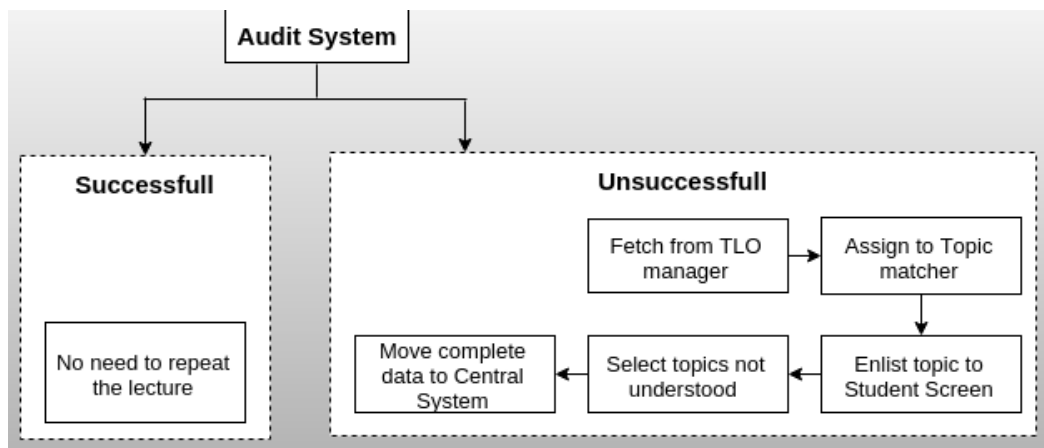 Audit System
Successfull
No need to repeat
the lecture
Unsuccessfull
Fetch from TLO
manager
Assign to Topic
matcher
Enlist topic to
Student Screen
Select topics not
understood
Move complete
data to Central
System